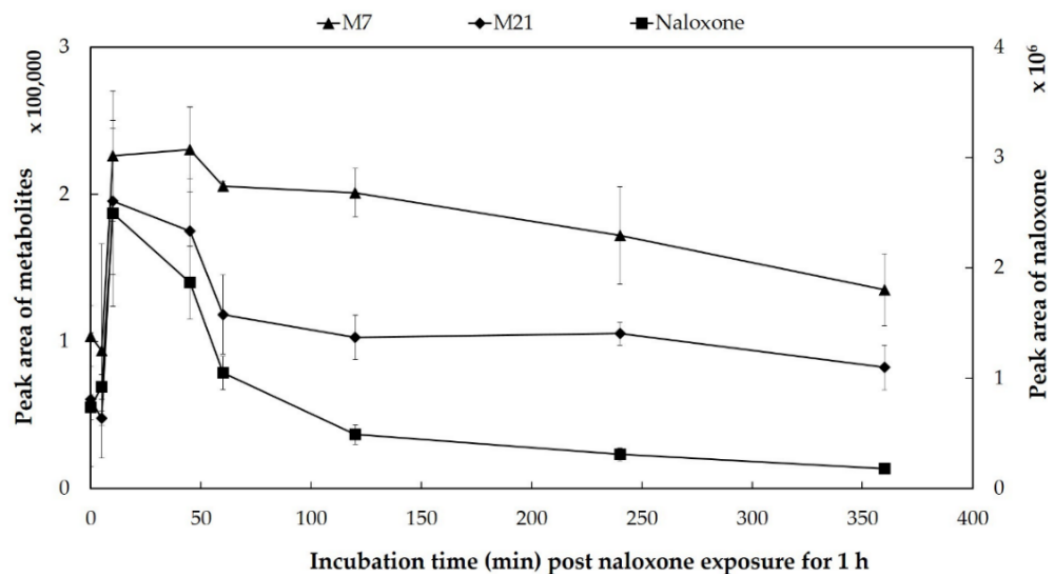 M7 M21 Naloxone
x 100,000
Peak area of metabolites
3
2
1
0
x 10⁶
Peak area of naloxone
4
3
2
1
0
0 50 100 150 200 250 300 350 400
Incubation time (min) post naloxone exposure for 1 h